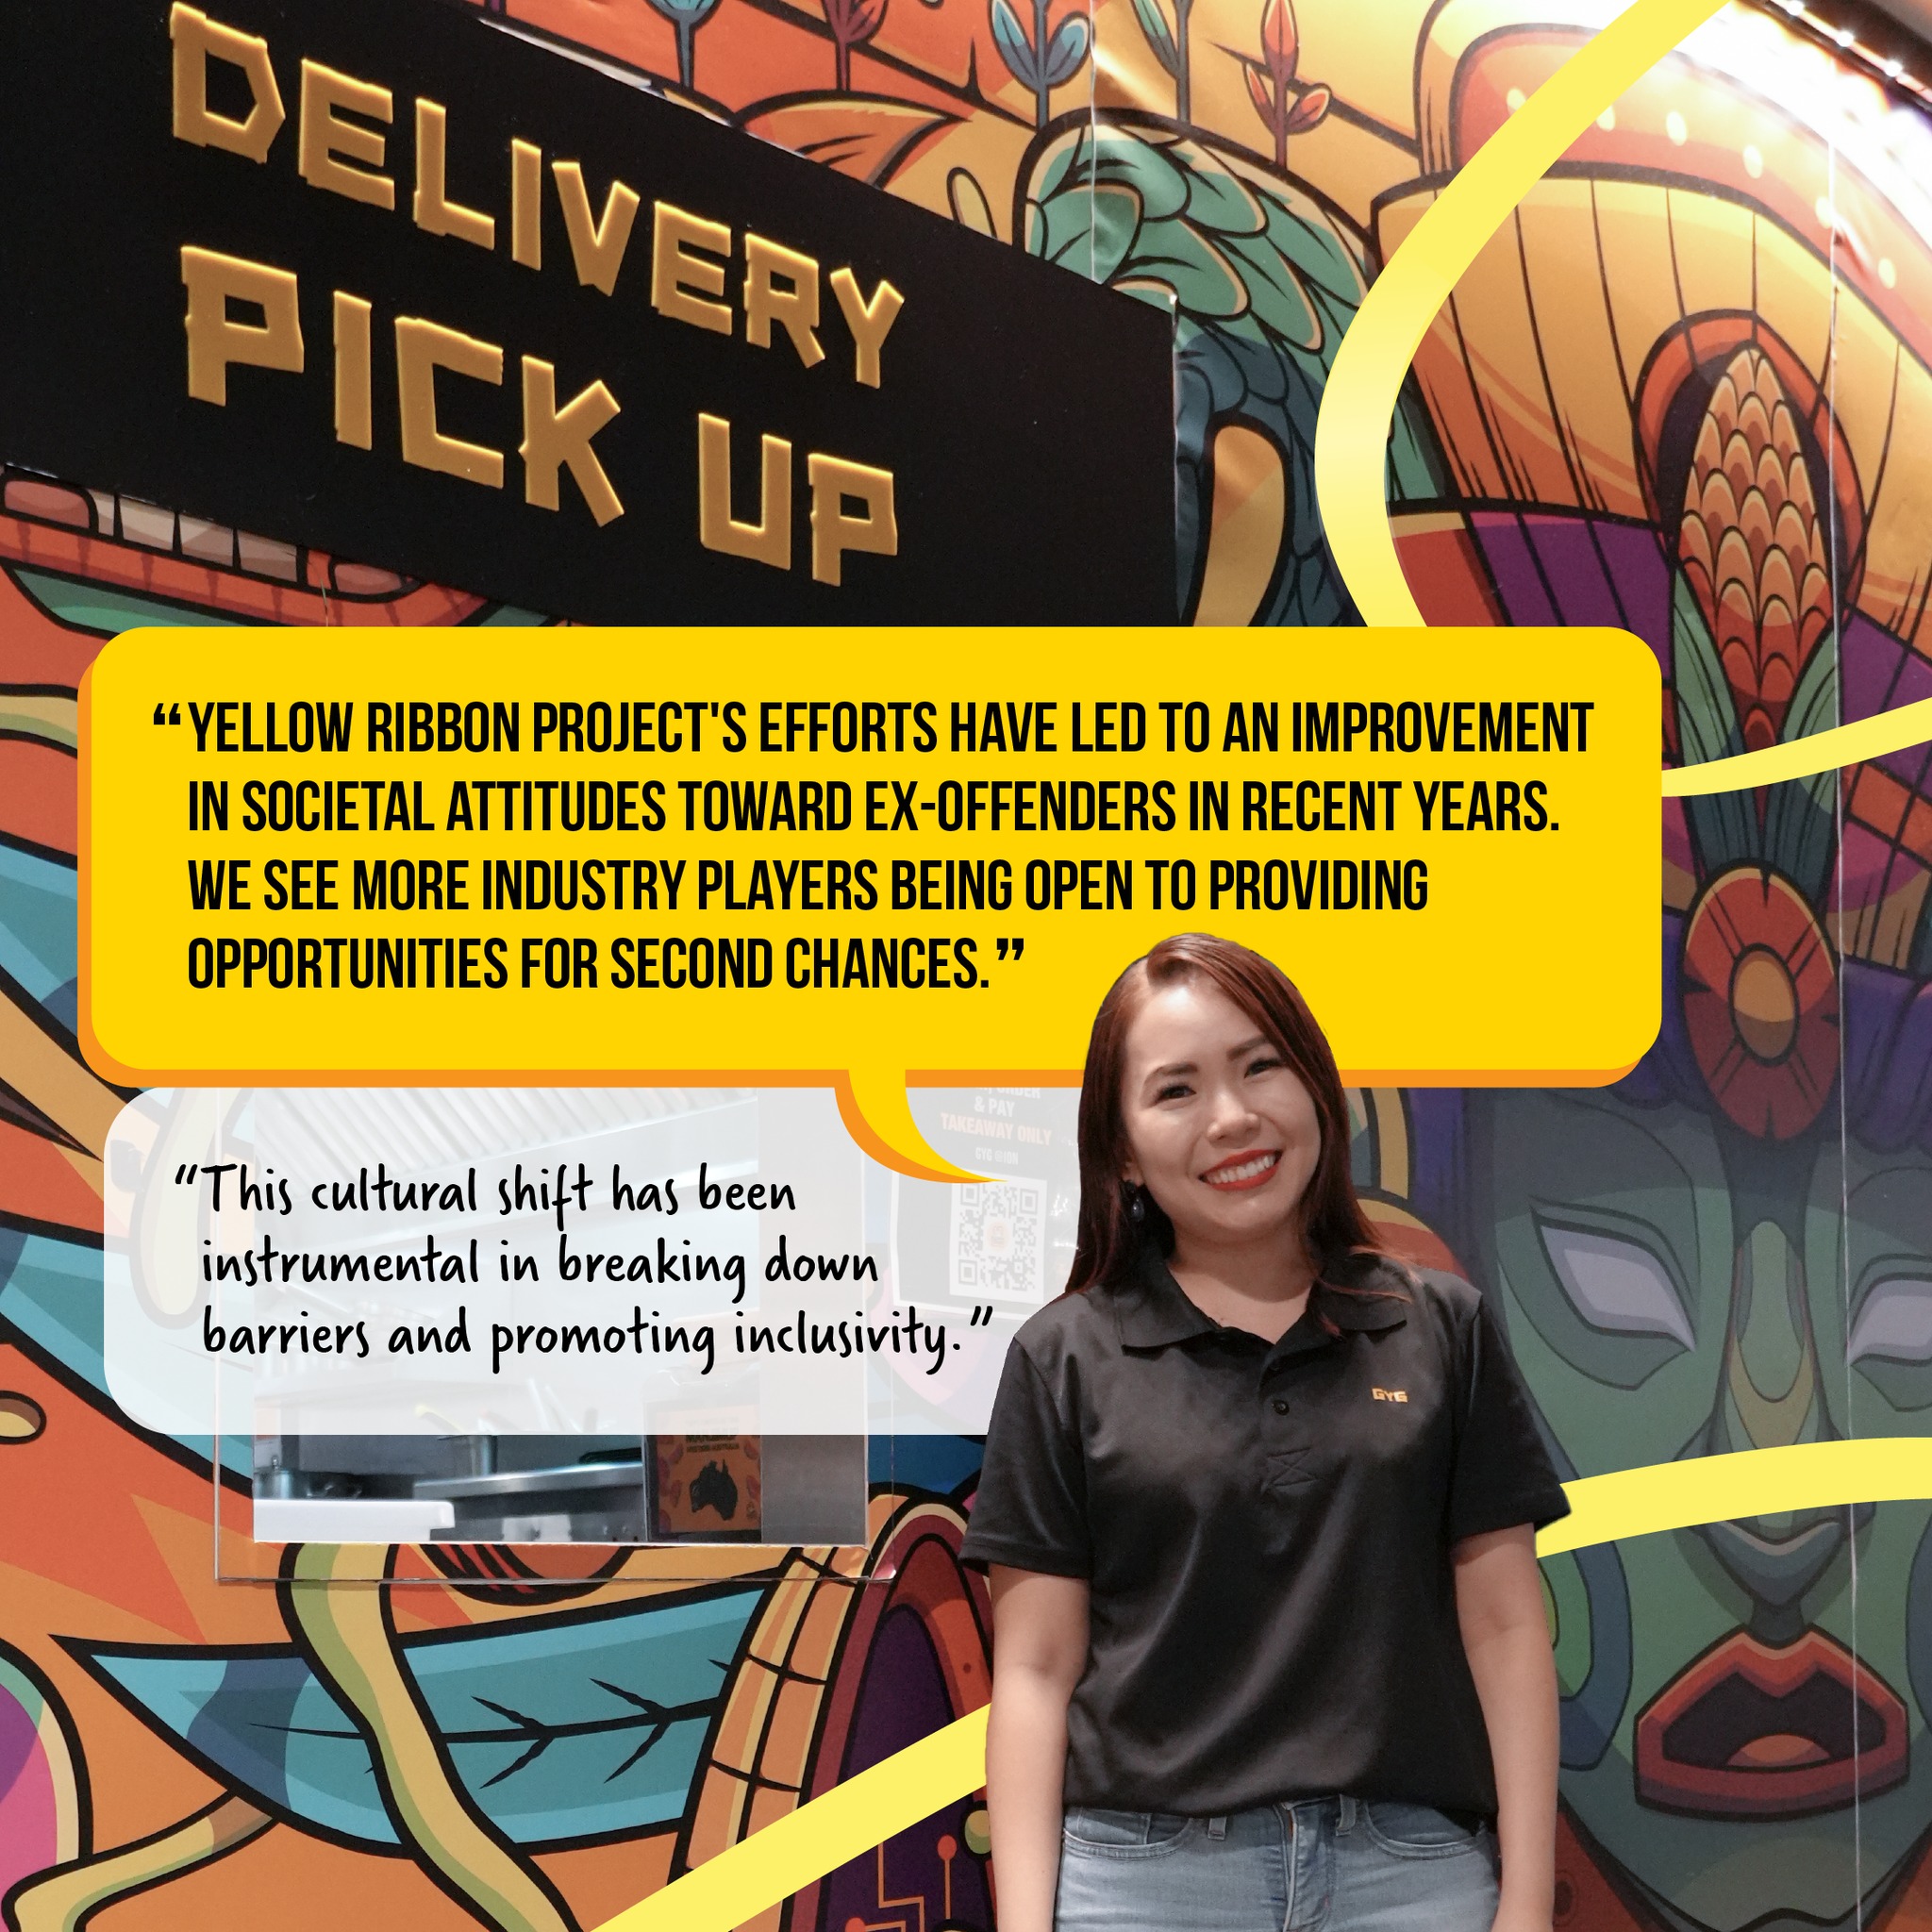 DELIVERY
PICK UP
“YELLOW RIBBON PROJECT'S EFFORTS HAVE LED TO AN IMPROVEMENT
IN SOCIETAL ATTITUDES TOWARD EX-OFFENDERS IN RECENT YEARS.
WE SEE MORE INDUSTRY PLAYERS BEING OPEN TO PROVIDING
OPPORTUNITIES FOR SECOND CHANCES.”
& PAY
TAKEAWAY ONLY
“This cultural shift has been
instrumental in breaking down
barriers and promoting inclusivity.”
GYG